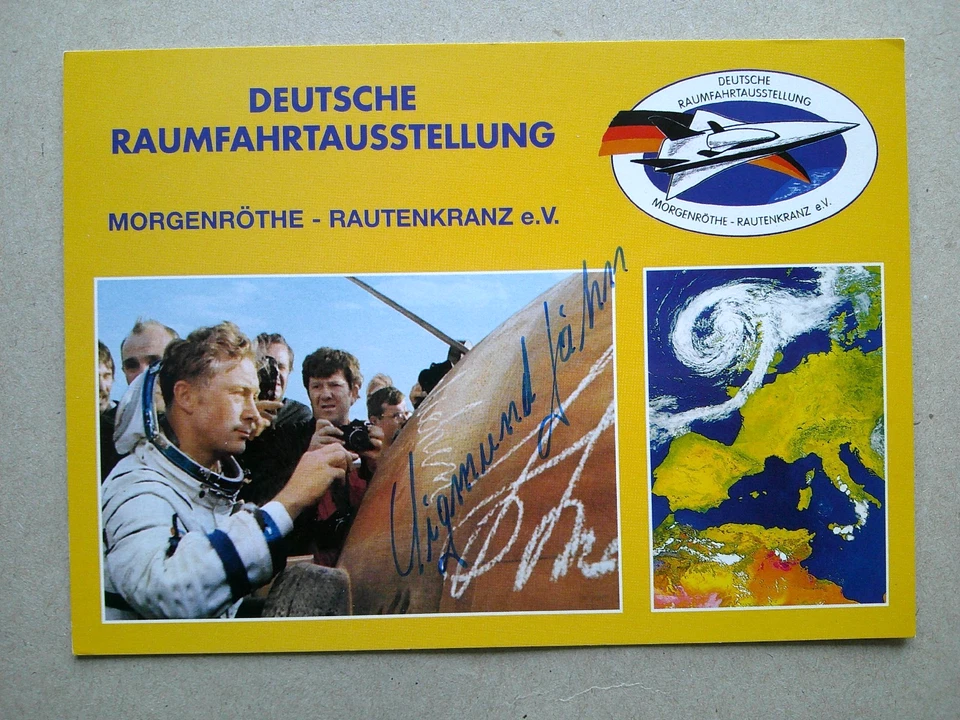 DEUTSCHE
RAUMFAHRTAUSSTELLUNG
MORGENRÖTHE - RAUTENKRANZ e.V.
DEUTSCHE
RAUMFAHRTAUSSTELLUNG
MORGENRÖTHE - RAUTENKRANZ e.V.
Sigmund Jähn